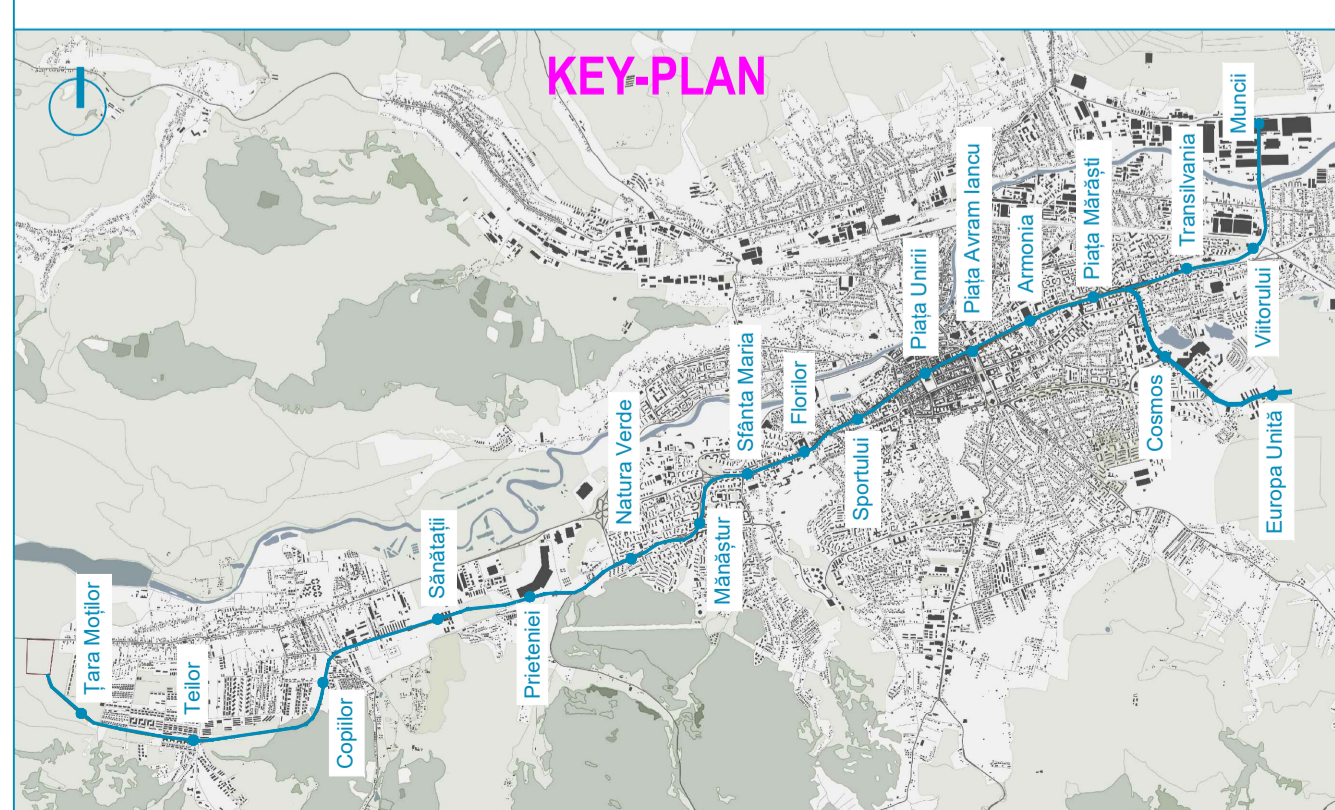 KEY-PLAN
Țara Moților
Teilor
Copiilor
Sănătății
Prieteniei
Natura Verde
Mănăștur
Sfânta Maria
Florilor
Sportului
Piața Unirii
Piața Avram Iancu
Armonia
Piața Mărăști
Transilvania
Viitorului
Muncii
Cosmos
Europa Unită